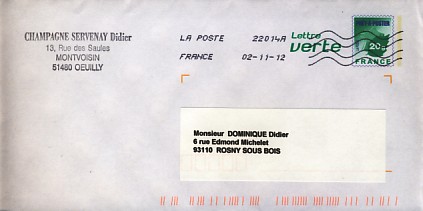 CHAMPAGNE SERVENAY Didier
13, Rue des Saules
MONTVOISIN
51480 OEUILLY
LA POSTE 22014A
FRANCE 02-11-12
Lettre
verte
20g
FRANCE
Monsieur DOMINIQUE Didier
6 rue Edmond Michelet
93110 ROSNY SOUS BOIS